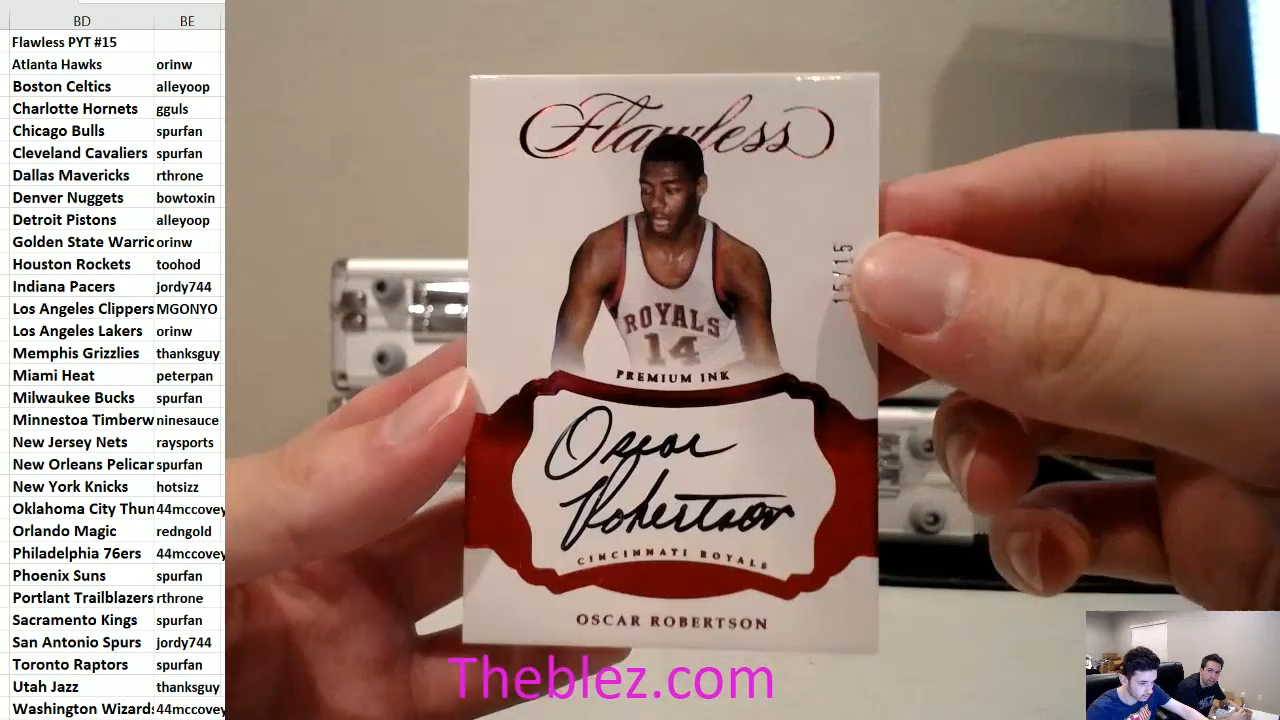 BD BE
Flawless PYT #15
Atlanta Hawks orinw
Boston Celtics alleyoop
Charlotte Hornets gguls
Chicago Bulls spurfan
Cleveland Cavaliers spurfan
Dallas Mavericks rthrone
Denver Nuggets bowtoxin
Detroit Pistons alleyoop
Golden State Warric orinw
Houston Rockets toohod
Indiana Pacers jordy744
Los Angeles Clippers MGONYO
Los Angeles Lakers orinw
Memphis Grizzlies thanksguy
Miami Heat peterpan
Milwaukee Bucks spurfan
Minnestoa Timberw ninesauce
New Jersey Nets raysports
New Orleans Pelicar spurfan
New York Knicks hotsizz
Oklahoma City Thun 44mccovey
Orlando Magic redngold
Philadelphia 76ers 44mccovey
Phoenix Suns spurfan
Portlant Trailblazers rthrone
Sacramento Kings spurfan
San Antonio Spurs jordy744
Toronto Raptors spurfan
Utah Jazz thanksguy
Washington Wizards 44mccovey
Flawless
15/15
ROYALS
14
PREMIUM INK
Oscar
Robertson
CINCINNATI ROYALS
OSCAR ROBERTSON
Theblez.com